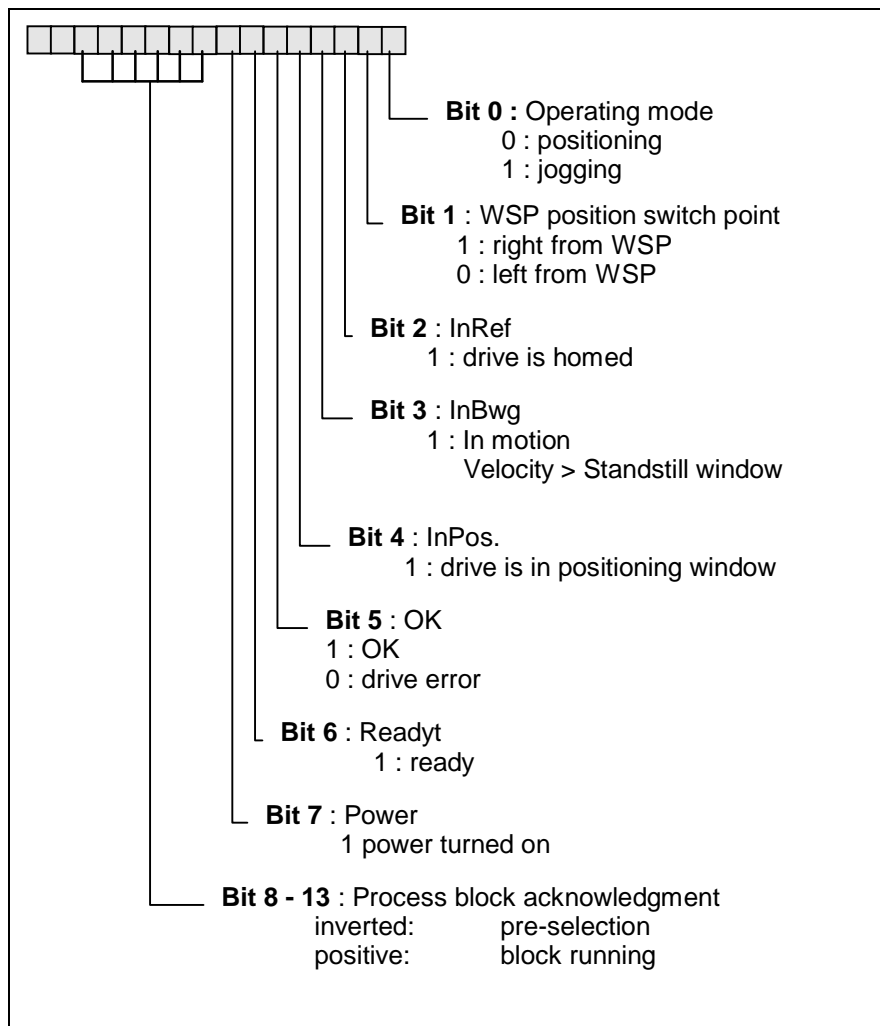 Bit 0 : Operating mode
0 : positioning
1 : jogging
Bit 1 : WSP position switch point
1 : right from WSP
0 : left from WSP
Bit 2 : InRef
1 : drive is homed
Bit 3 : InBwg
1 : In motion
Velocity > Standstill window
Bit 4 : InPos.
1 : drive is in positioning window
Bit 5 : OK
1 : OK
0 : drive error
Bit 6 : Readyt
1 : ready
Bit 7 : Power
1 power turned on
Bit 8 - 13 : Process block acknowledgment
inverted: pre-selection
positive: block running